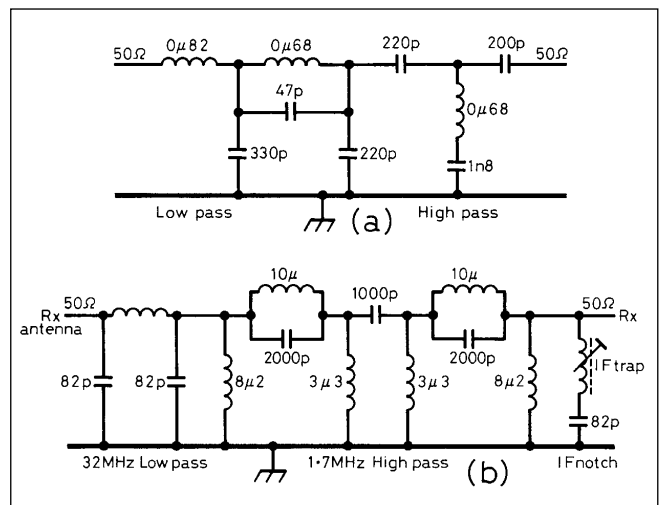 50Ω 0µ82 0µ68 220p 200p 50Ω
47p
0µ68
330p 220p 1n8
Low pass (a) High pass
10µ 10µ
50Ω 1000p 50Ω
Rx antenna Rx
2000p 2000p
IF trap
82p 82p 8µ2 3µ3 3µ3 8µ2 82p
32MHz Low pass 1·7MHz High pass IF notch
(b)